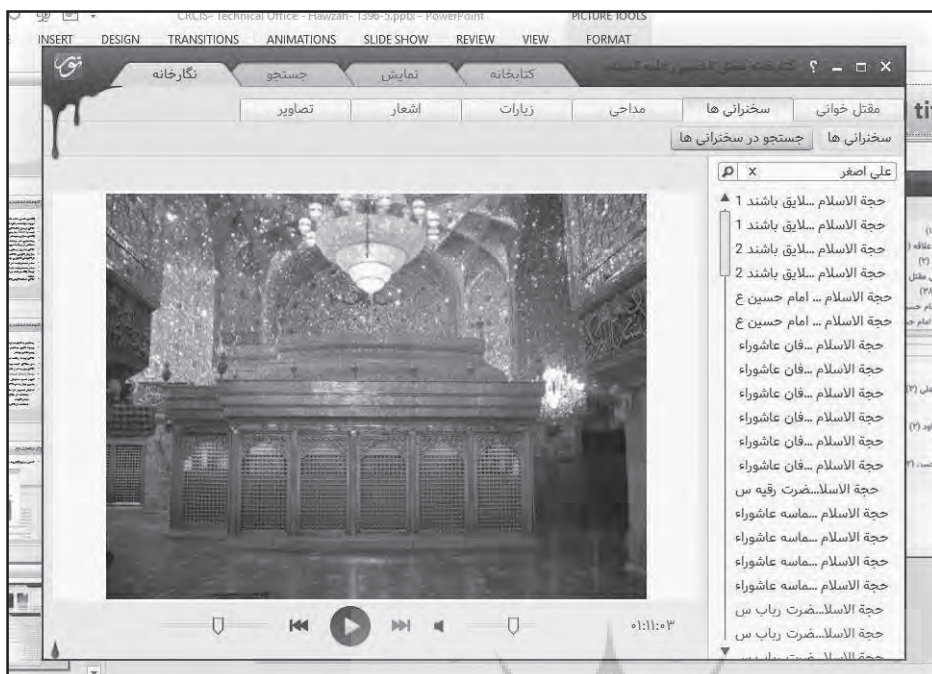 CRCIS- Technical Office - Hawzah- 1396-5.pptx - PowerPoint
PICTURE TOOLS
INSERT DESIGN TRANSITIONS ANIMATIONS SLIDE SHOW REVIEW VIEW FORMAT
نور
؟
کتابخانه نمایش جستجو نگارخانه
مقتل خوانی سخنرانی ها مداحی زیارات اشعار تصاویر
سخنرانی ها جستجو در سخنرانی ها
علی اصغر x
حجة الاسلام ...لایق باشند 1
حجة الاسلام ...لایق باشند 1
حجة الاسلام ...لایق باشند 2
حجة الاسلام ...لایق باشند 2
حجة الاسلام ... امام حسین ع
حجة الاسلام ... امام حسین ع
حجة الاسلام ...فان عاشوراء
حجة الاسلام ...فان عاشوراء
حجة الاسلام ...فان عاشوراء
حجة الاسلام ...فان عاشوراء
حجة الاسلام ...فان عاشوراء
حجة الاسلام ...فان عاشوراء
حجة الاسلا...ضرت رقیه س
حجة الاسلام ...ماسه عاشوراء
حجة الاسلام ...ماسه عاشوراء
حجة الاسلام ...ماسه عاشوراء
حجة الاسلام ...ماسه عاشوراء
حجة الاسلا...ضرت رباب س
حجة الاسلا...ضرت رباب س
حجة الاسلا...ضرت رباب س
۰۱:۱۱:۰۳